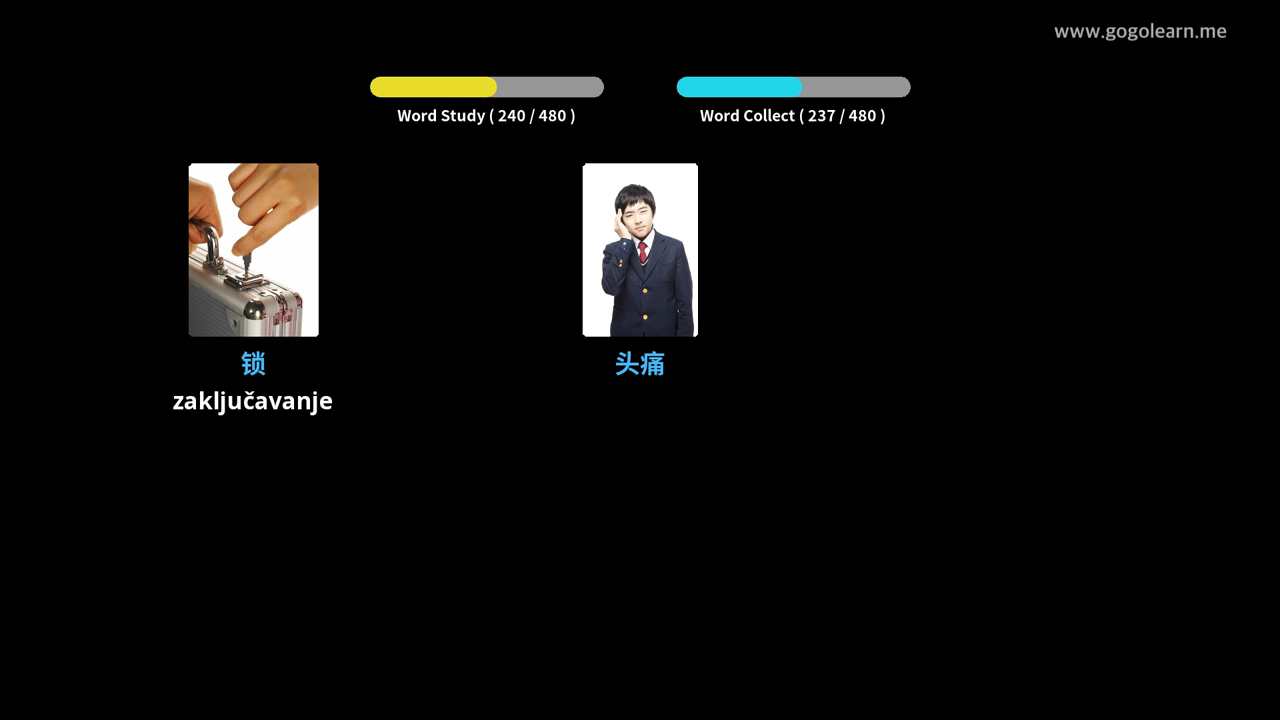 www.gogolearn.me
Word Study ( 240 / 480 )
Word Collect ( 237 / 480 )
锁
头痛
zaključavanje